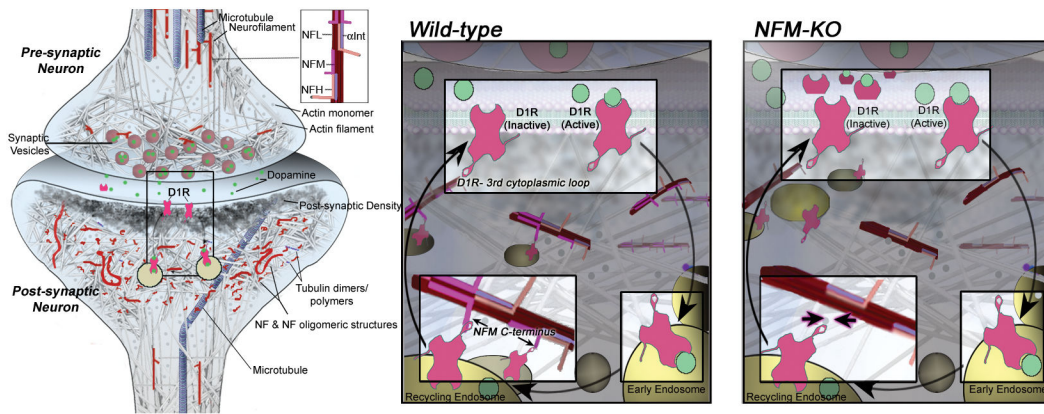 Pre-synaptic
Neuron
Microtubule
Neurofilament
NFL
αInt
NFM
NFH
Actin monomer
Actin filament
Synaptic
Vesicles
Dopamine
D1R
Post-synaptic Density
Post-synaptic
Neuron
Tubulin dimers/
polymers
NF & NF oligomeric structures
Microtubule
Wild-type
D1R
(Inactive)
D1R
(Active)
D1R- 3rd cytoplasmic loop
NFM C-terminus
Recycling Endosome
Early Endosome
NFM-KO
D1R
(Inactive)
D1R
(Active)
Recycling Endosome
Early Endosome